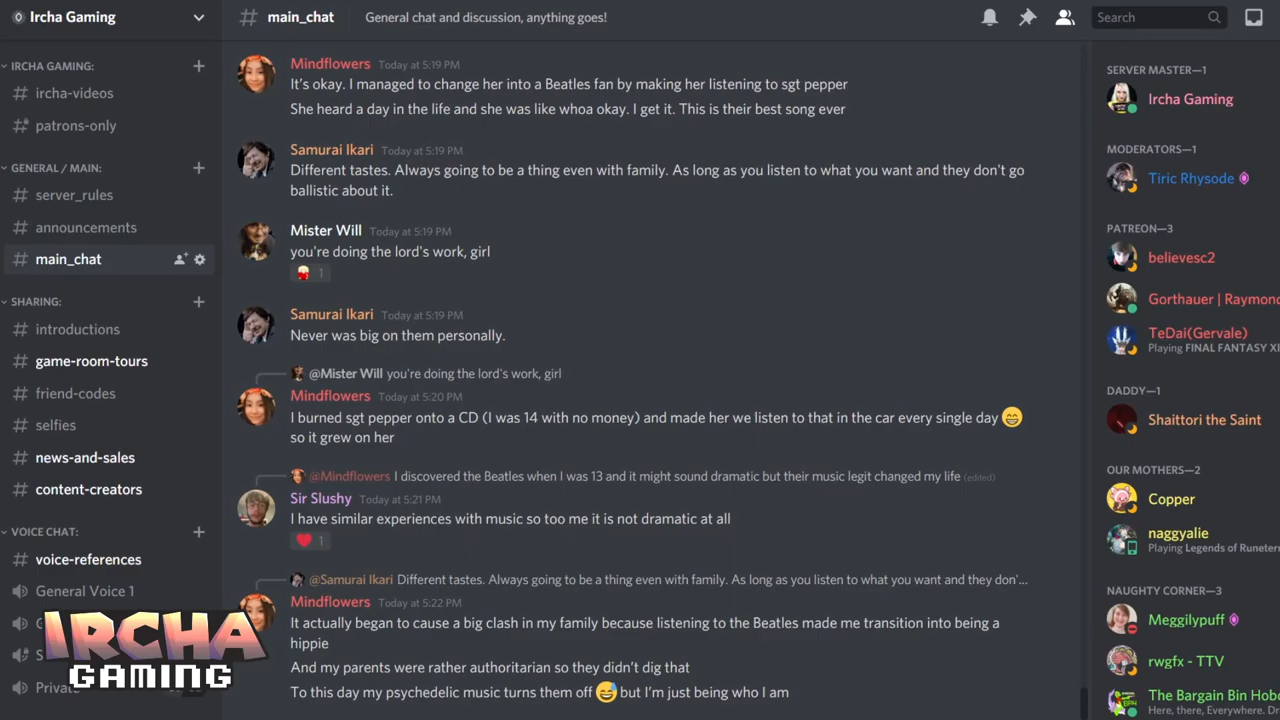 Ircha Gaming
main_chat
General chat and discussion, anything goes!
Search
IRCHA GAMING:
ircha-videos
patrons-only
GENERAL / MAIN:
server_rules
announcements
main_chat
SHARING:
introductions
game-room-tours
friend-codes
selfies
news-and-sales
content-creators
VOICE CHAT:
voice-references
General Voice 1
G
S
Private
IRCHA
GAMING
Mindflowers Today at 5:19 PM
It's okay. I managed to change her into a Beatles fan by making her listening to sgt pepper
She heard a day in the life and she was like whoa okay. I get it. This is their best song ever
Samurai Ikari Today at 5:19 PM
Different tastes. Always going to be a thing even with family. As long as you listen to what you want and they don't go
ballistic about it.
Mister Will Today at 5:19 PM
you're doing the lord's work, girl
1
Samurai Ikari Today at 5:19 PM
Never was big on them personally.
@Mister Will you're doing the lord's work, girl
Mindflowers Today at 5:20 PM
I burned sgt pepper onto a CD (I was 14 with no money) and made her we listen to that in the car every single day 😄
so it grew on her
@Mindflowers I discovered the Beatles when I was 13 and it might sound dramatic but their music legit changed my life (edited)
Sir Slushy Today at 5:21 PM
I have similar experiences with music so too me it is not dramatic at all
❤️ 1
@Samurai Ikari Different tastes. Always going to be a thing even with family. As long as you listen to what you want and they don'...
Mindflowers Today at 5:22 PM
It actually began to cause a big clash in my family because listening to the Beatles made me transition into being a
hippie
And my parents were rather authoritarian so they didn't dig that
To this day my psychedelic music turns them off 😅 but I'm just being who I am
SERVER MASTER—1
Ircha Gaming
MODERATORS—1
Tiric Rhysode
PATREON—3
believesc2
Gorthauer | Raymond
TeDai(Gervale)
Playing FINAL FANTASY XI
DADDY—1
Shaittori the Saint
OUR MOTHERS—2
Copper
naggyalie
Playing Legends of Runeter
NAUGHTY CORNER—3
Meggilypuff
rwgfx - TTV
The Bargain Bin Hobo
Here, there, Everywhere. D